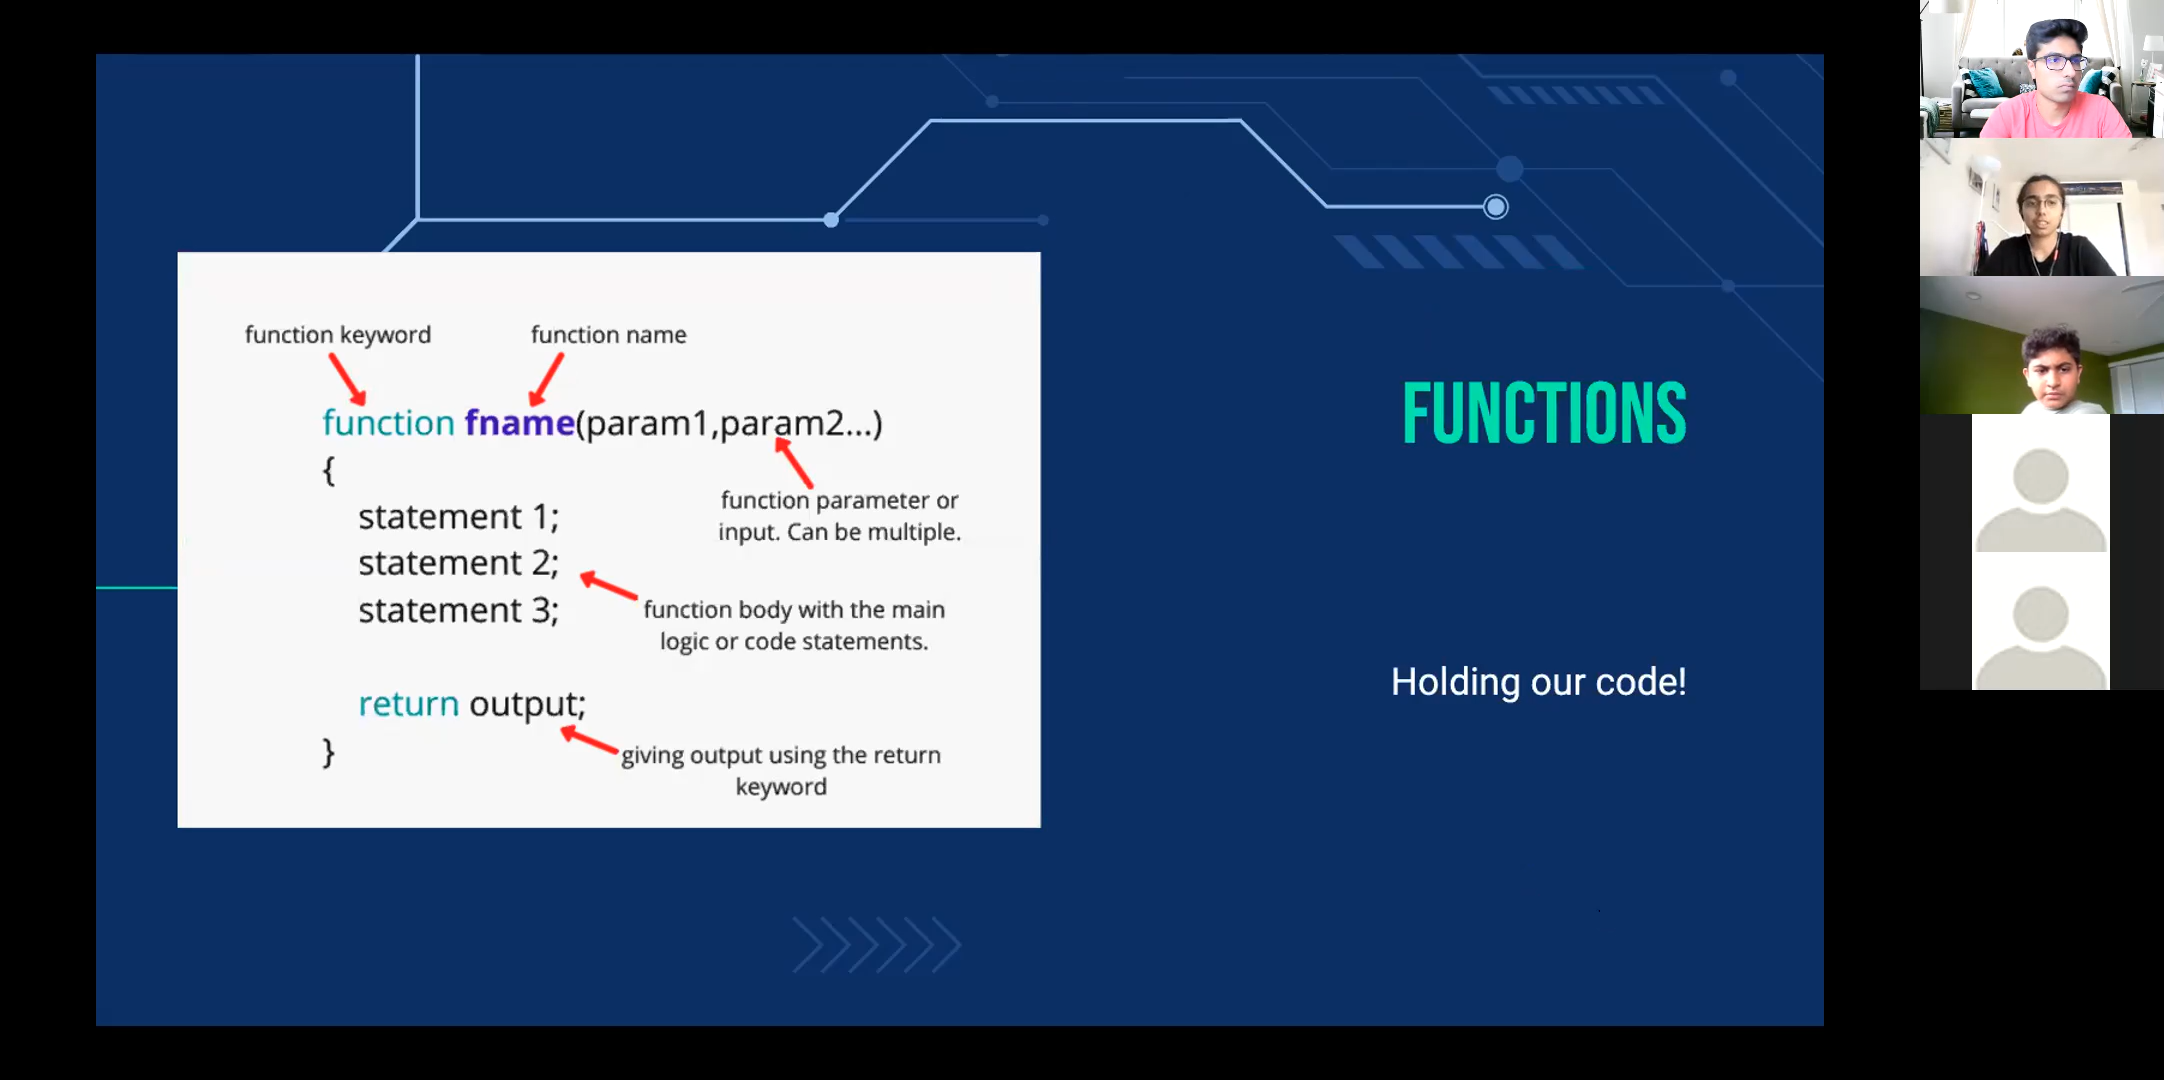 function keyword
function name
function fname(param1,param2...)
{
statement 1;
function parameter or
input. Can be multiple.
statement 2;
statement 3;
function body with the main
logic or code statements.
return output;
}
giving output using the return
keyword
FUNCTIONS
Holding our code!